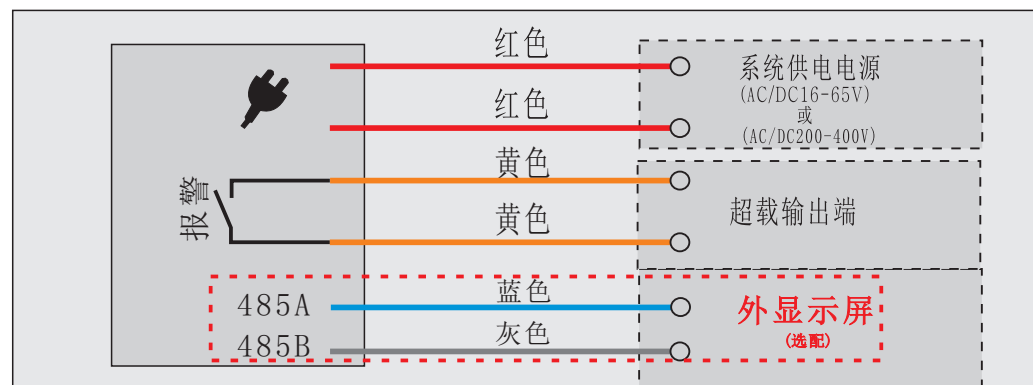 红色
系统供电电源
(AC/DC16-65V)
或
(AC/DC200-400V)
红色
黄色
报警
超载输出端
黄色
485A
蓝色
外显示屏
(选配)
485B
灰色